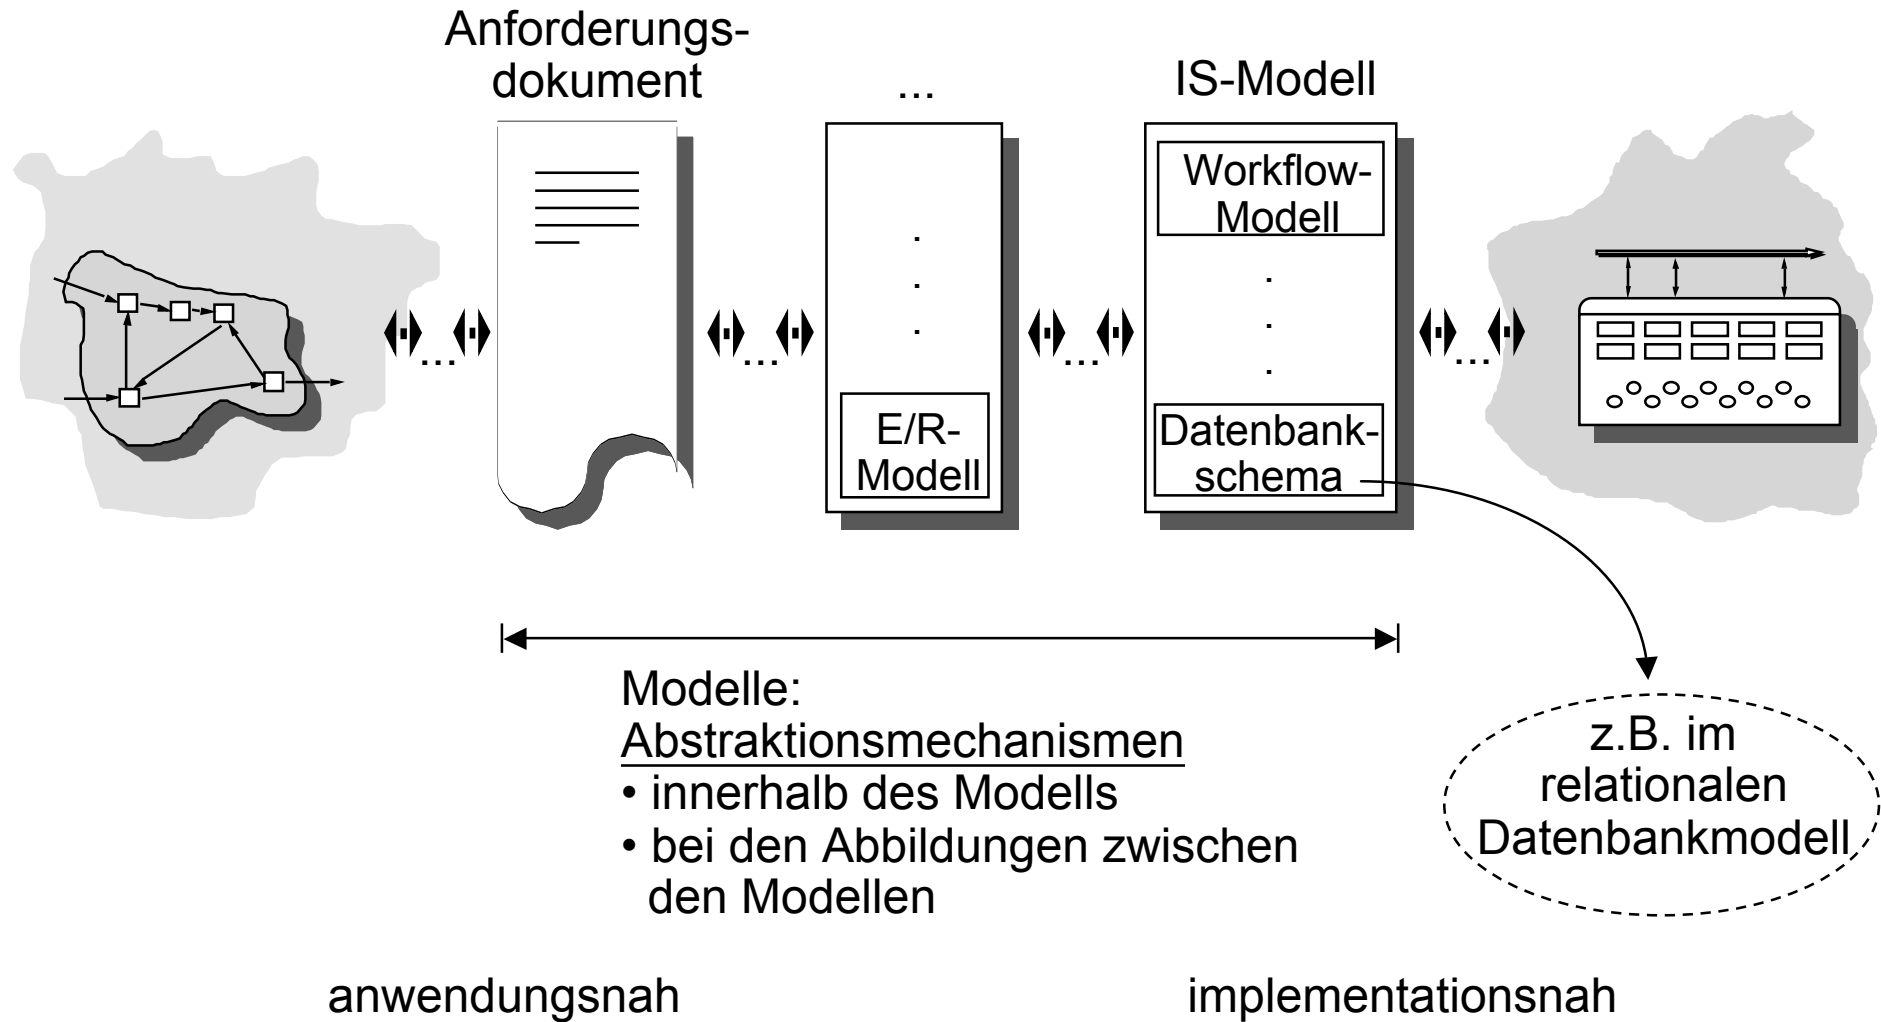 Anforderungs-
dokument
...
IS-Modell
Workflow-
Modell
.
.
.
.
.
.
...
...
...
...
E/R-
Modell
Datenbank-
schema
Modelle:
Abstraktionsmechanismen
• innerhalb des Modells
• bei den Abbildungen zwischen
den Modellen
z.B. im
relationalen
Datenbankmodell
anwendungsnah
implementationsnah